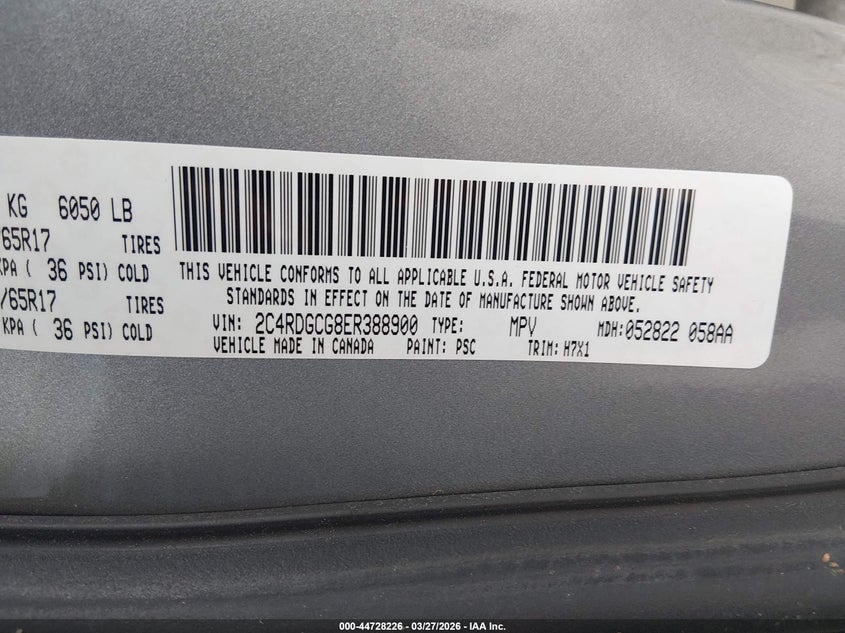 KG 6050 LB
/65R17 TIRES
KPA ( 36 PSI) COLD
/65R17 TIRES
KPA ( 36 PSI) COLD
THIS VEHICLE CONFORMS TO ALL APPLICABLE U.S.A. FEDERAL MOTOR VEHICLE SAFETY
STANDARDS IN EFFECT ON THE DATE OF MANUFACTURE SHOWN ABOVE.
VIN: 2C4RDGCG8ER388900 TYPE: MPV MDH:052822 058AA
VEHICLE MADE IN CANADA PAINT: PSC TRIM: H7X1
000-44728226 - 03/27/2026 - IAA Inc.